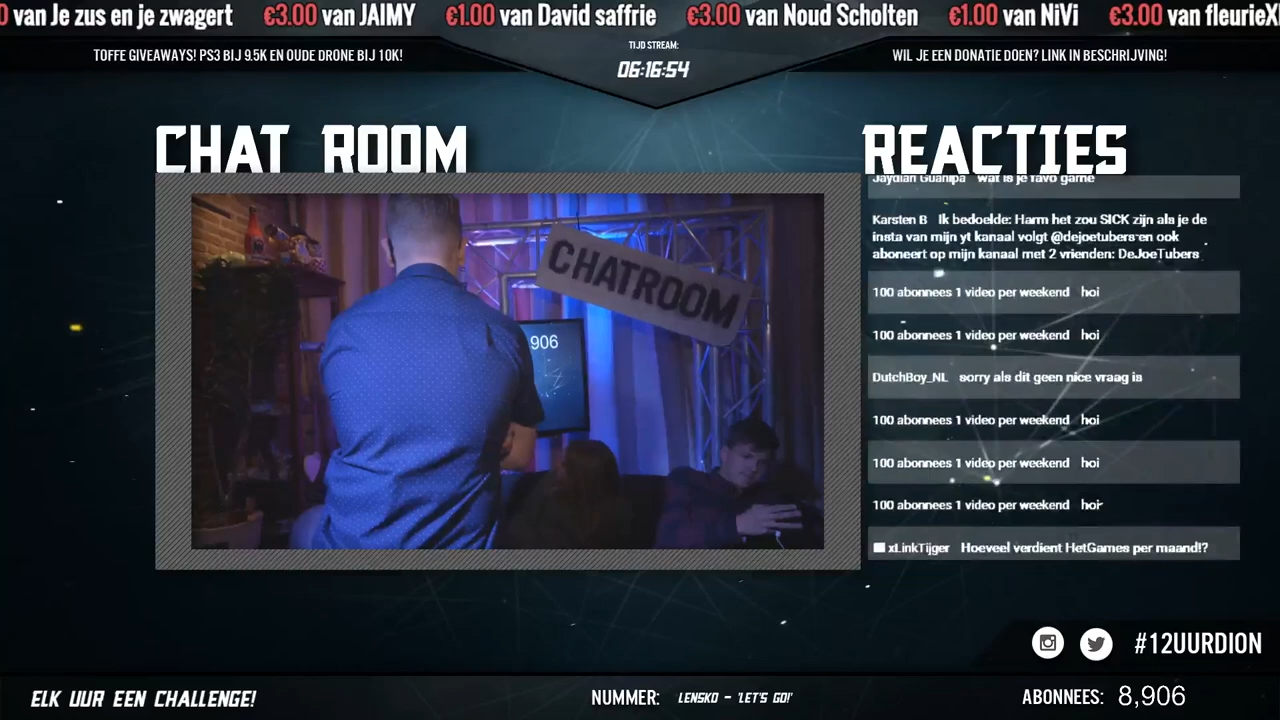 van Je zus en je zwagert €3.00 van JAIMY €1.00 van David saffrie €3.00 van Noud Scholten €1.00 van NiVi €3.00 van
TOFFE GIVEAWAYS! PS3 BIJ 9.5K EN OUDE DRONE BIJ 10K!
TIJD STREAM:
06:16:54
WIL JE EEN DONATIE DOEN? LINK IN BESCHRIJVING!
CHAT ROOM
CHATROOM
,906
REACTIES
Jaydian Guanipa wat is je favo game
Karsten B Ik bedoelde: Harm het zou SICK zijn als je de
insta van mijn yt kanaal volgt @dejoetubers en ook
aboneert op mijn kanaal met 2 vrienden: DeJoeTubers
100 abonnees 1 video per weekend hoi
100 abonnees 1 video per weekend hoi
DutchBoy_NL sorry als dit geen nice vraag is
100 abonnees 1 video per weekend hoi
100 abonnees 1 video per weekend hoi
100 abonnees 1 video per weekend hoi
xLinkTijger Hoeveel verdient HetGames per maand!?
#12UURDION
ELK UUR EEN CHALLENGE!
NUMMER: LENSKO - 'LET'S GO!'
ABONNEES: 8,906